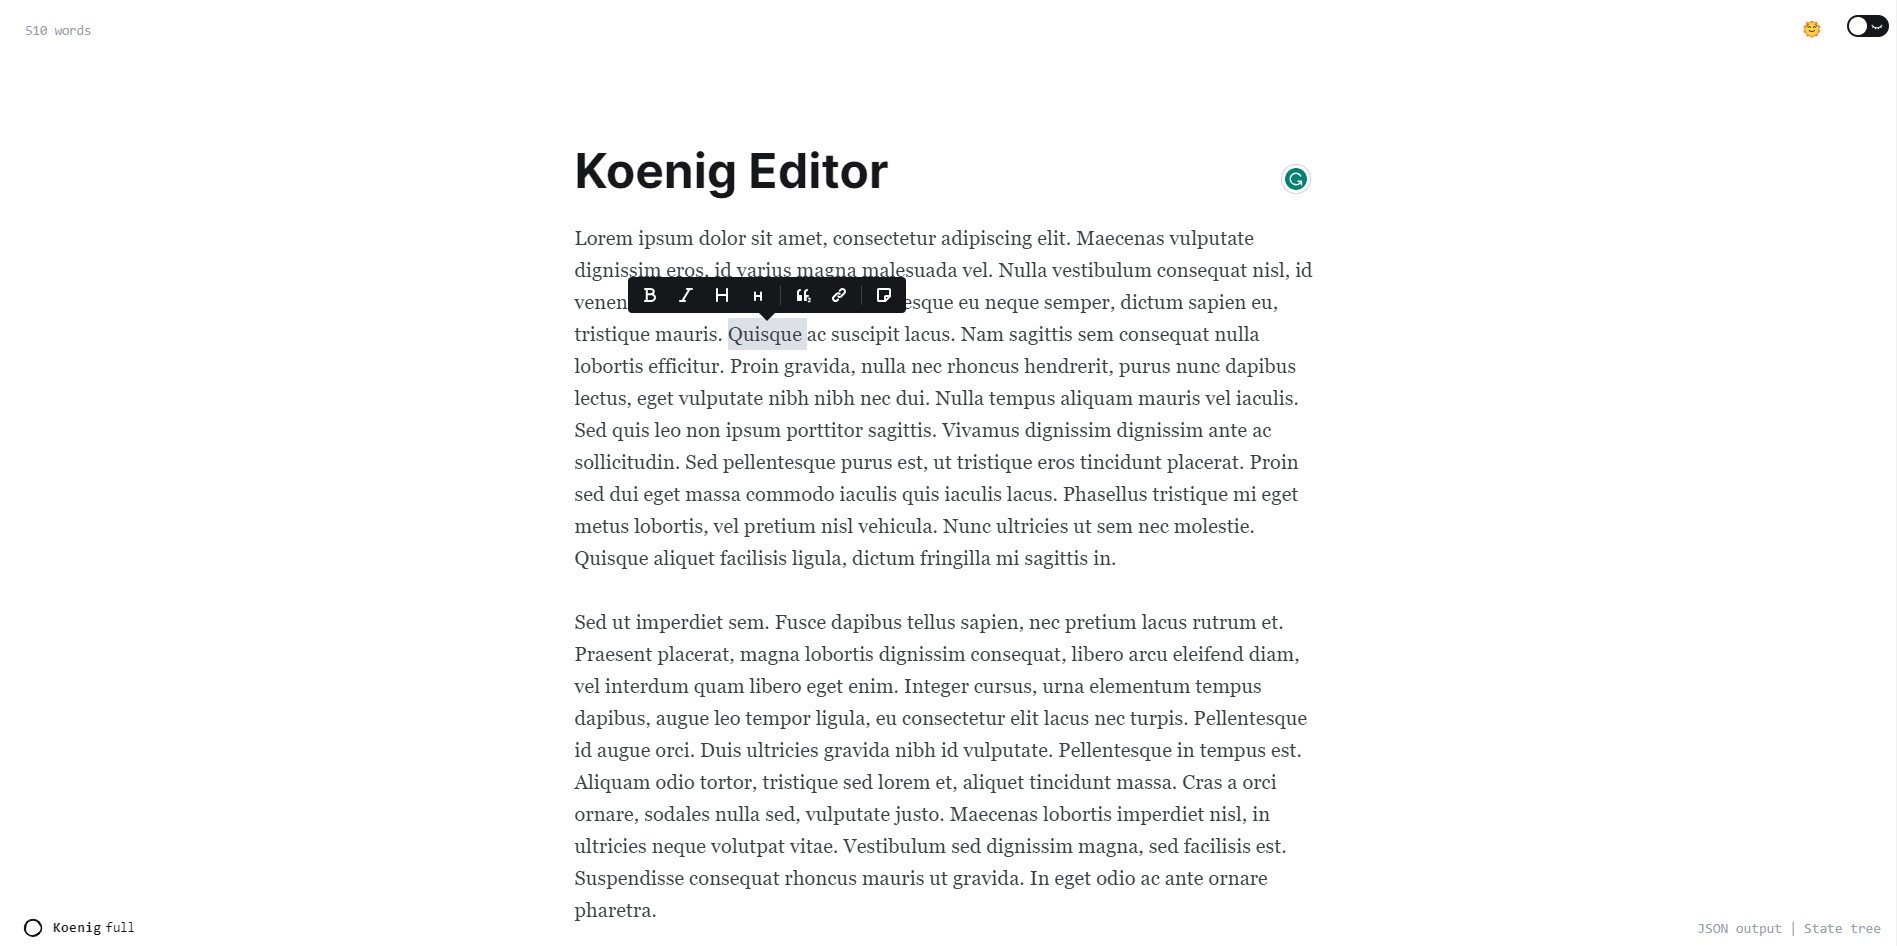 510 words
Koenig Editor
Lorem ipsum dolor sit amet, consectetur adipiscing elit. Maecenas vulputate
dignissim eros, id varius magna malesuada vel. Nulla vestibulum consequat nisl, id
venen esque eu neque semper, dictum sapien eu,
tristique mauris. Quisque ac suscipit lacus. Nam sagittis sem consequat nulla
lobortis efficitur. Proin gravida, nulla nec rhoncus hendrerit, purus nunc dapibus
lectus, eget vulputate nibh nibh nec dui. Nulla tempus aliquam mauris vel iaculis.
Sed quis leo non ipsum porttitor sagittis. Vivamus dignissim dignissim ante ac
sollicitudin. Sed pellentesque purus est, ut tristique eros tincidunt placerat. Proin
sed dui eget massa commodo iaculis quis iaculis lacus. Phasellus tristique mi eget
metus lobortis, vel pretium nisl vehicula. Nunc ultricies ut sem nec molestie.
Quisque aliquet facilisis ligula, dictum fringilla mi sagittis in.
Sed ut imperdiet sem. Fusce dapibus tellus sapien, nec pretium lacus rutrum et.
Praesent placerat, magna lobortis dignissim consequat, libero arcu eleifend diam,
vel interdum quam libero eget enim. Integer cursus, urna elementum tempus
dapibus, augue leo tempor ligula, eu consectetur elit lacus nec turpis. Pellentesque
id augue orci. Duis ultricies gravida nibh id vulputate. Pellentesque in tempus est.
Aliquam odio tortor, tristique sed lorem et, aliquet tincidunt massa. Cras a orci
ornare, sodales nulla sed, vulputate justo. Maecenas lobortis imperdiet nisl, in
ultricies neque volutpat vitae. Vestibulum sed dignissim magna, sed facilisis est.
Suspendisse consequat rhoncus mauris ut gravida. In eget odio ac ante ornare
pharetra.
Koenig full
JSON output | State tree